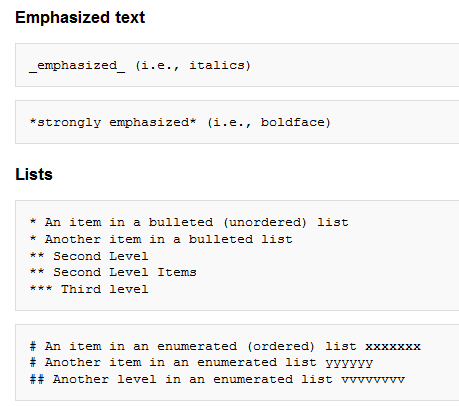 Emphasized text
_emphasized_ (i.e., italics)
*strongly emphasized* (i.e., boldface)
Lists
* An item in a bulleted (unordered) list
* Another item in a bulleted list
** Second Level
** Second Level Items
*** Third level
# An item in an enumerated (ordered) list xxxxxxx
# Another item in an enumerated list yyyyyy
## Another level in an enumerated list vvvvvvvv